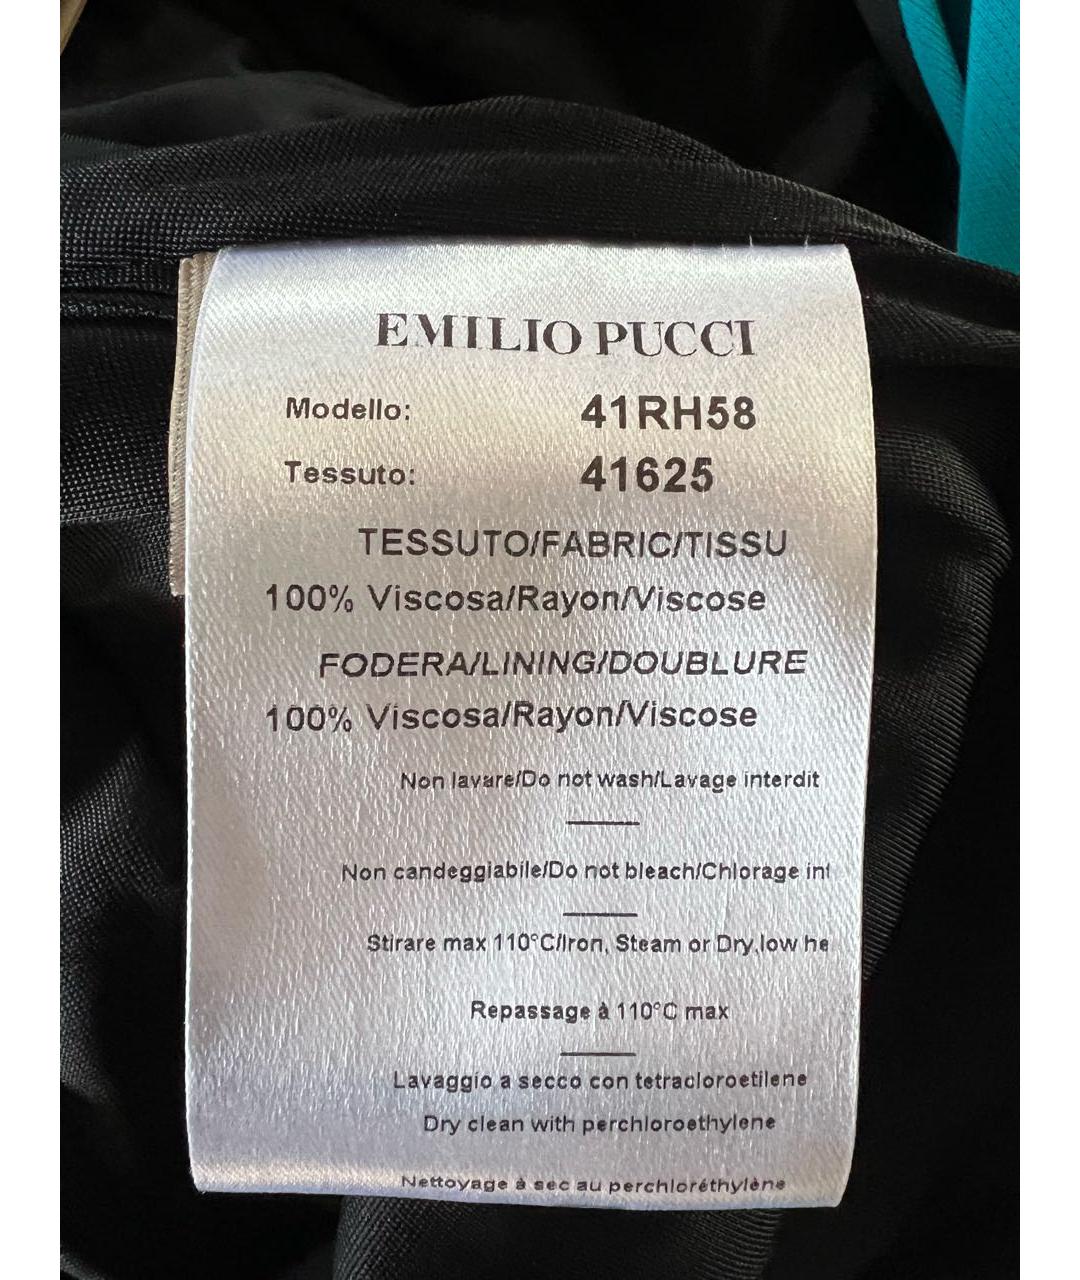 EMILIO PUCCI
Modello: 41RH58
Tessuto: 41625
TESSUTO/FABRIC/TISSU
100% Viscosa/Rayon/Viscose
FODERA/LINING/DOUBLURE
100% Viscosa/Rayon/Viscose
Non lavare/Do not wash/Lavage interdit
Non candeggiabile/Do not bleach/Chlorage int
Stirare max 110°C/Iron, Steam or Dry,low he
Repassage à 110°C max
Lavaggio a secco con tetracloroetilene
Dry clean with perchloroethylene
Nettoyage à sec au perchloréthylène